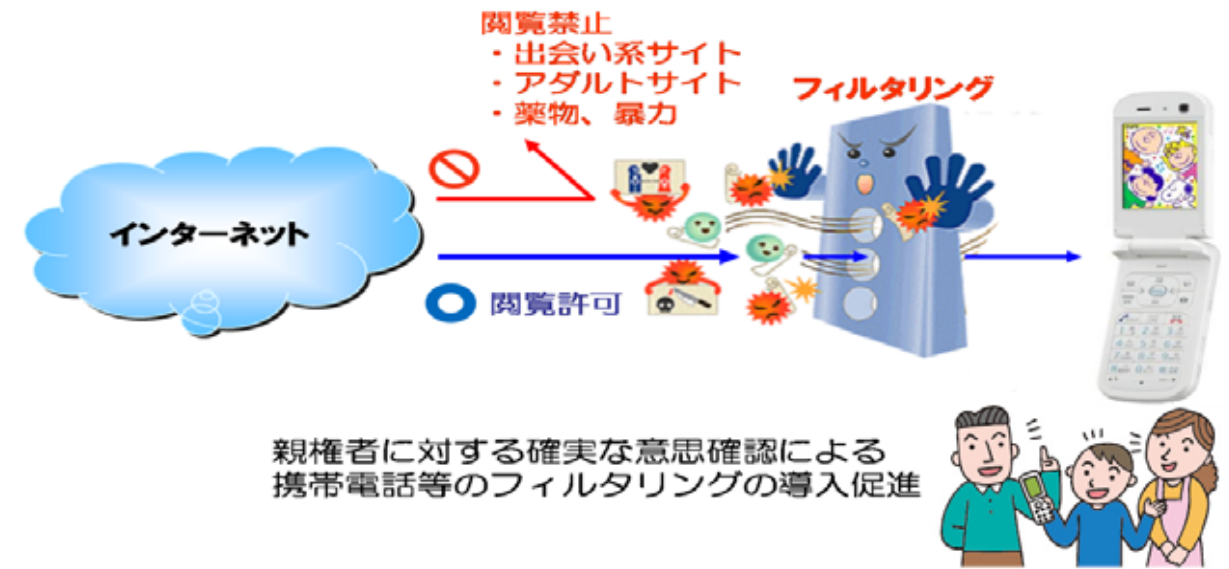 閲覧禁止
・出会い系サイト
・アダルトサイト
・薬物、暴力
フィルタリング
インターネット
閲覧許可
親権者に対する確実な意思確認による
携帯電話等のフィルタリングの導入促進